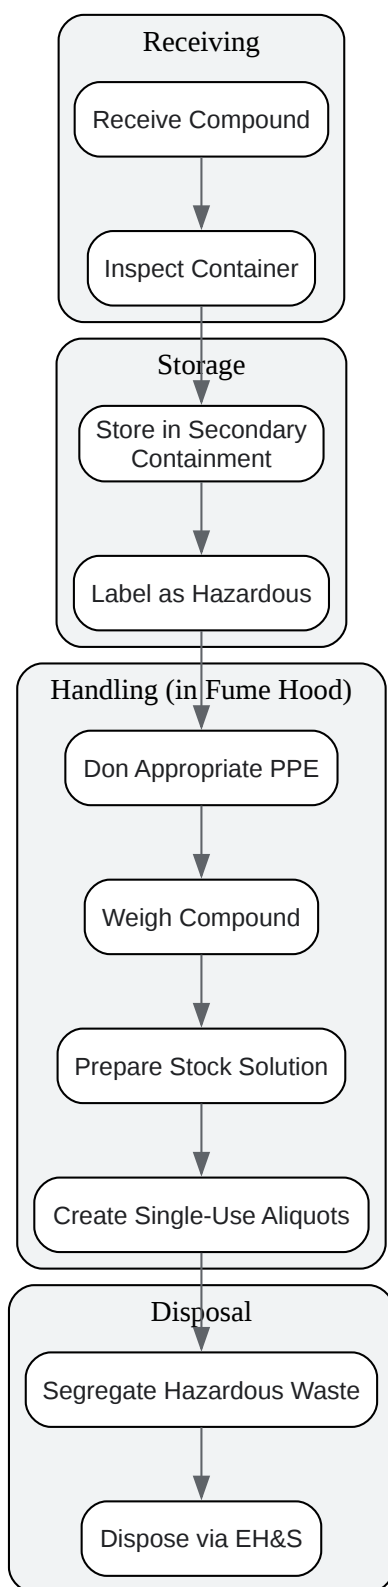 Receiving
Receive Compound
Inspect Container
Storage
Store in Secondary
Containment
Label as Hazardous
Handling (in Fume Hood)
Don Appropriate PPE
Weigh Compound
Prepare Stock Solution
Create Single-Use Aliquots
Disposal
Segregate Hazardous Waste
Dispose via EH&S